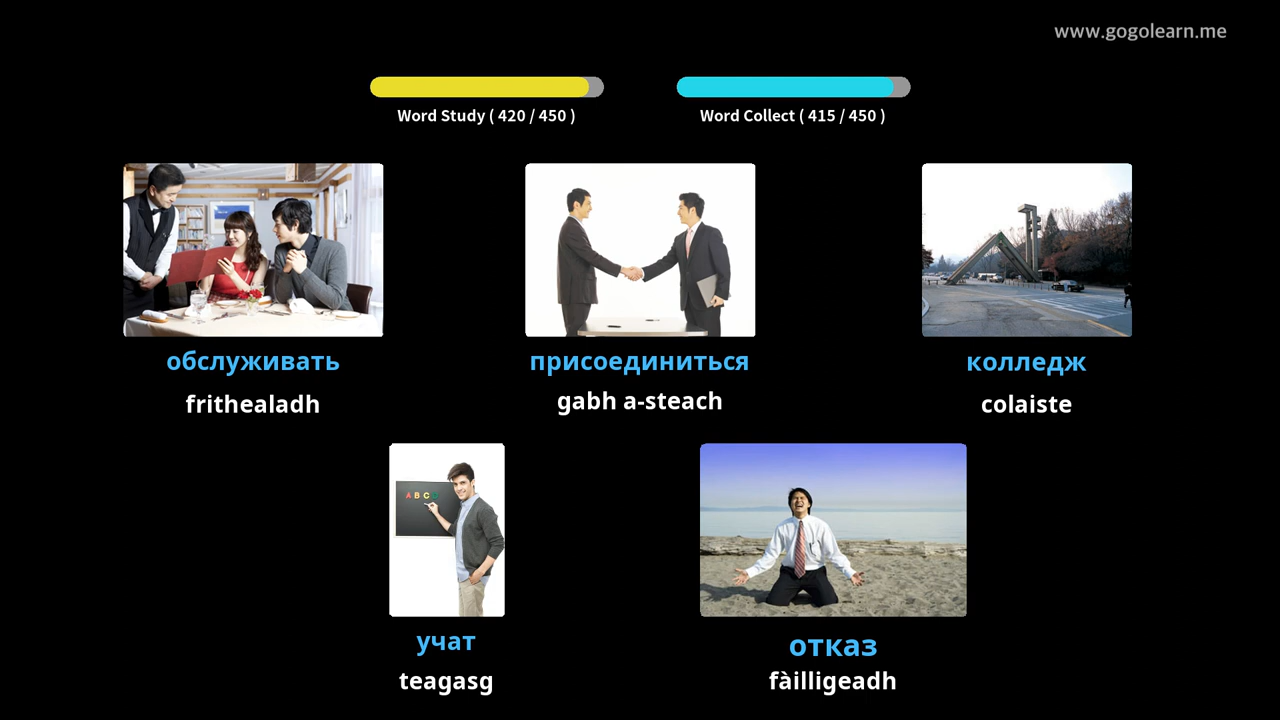 www.gogolearn.me
Word Study ( 420 / 450 )
Word Collect ( 415 / 450 )
обслуживать
присоединиться
колледж
frithealadh
gabh a-steach
colaiste
A B C D
учат
отказ
teagasg
fàilligeadh